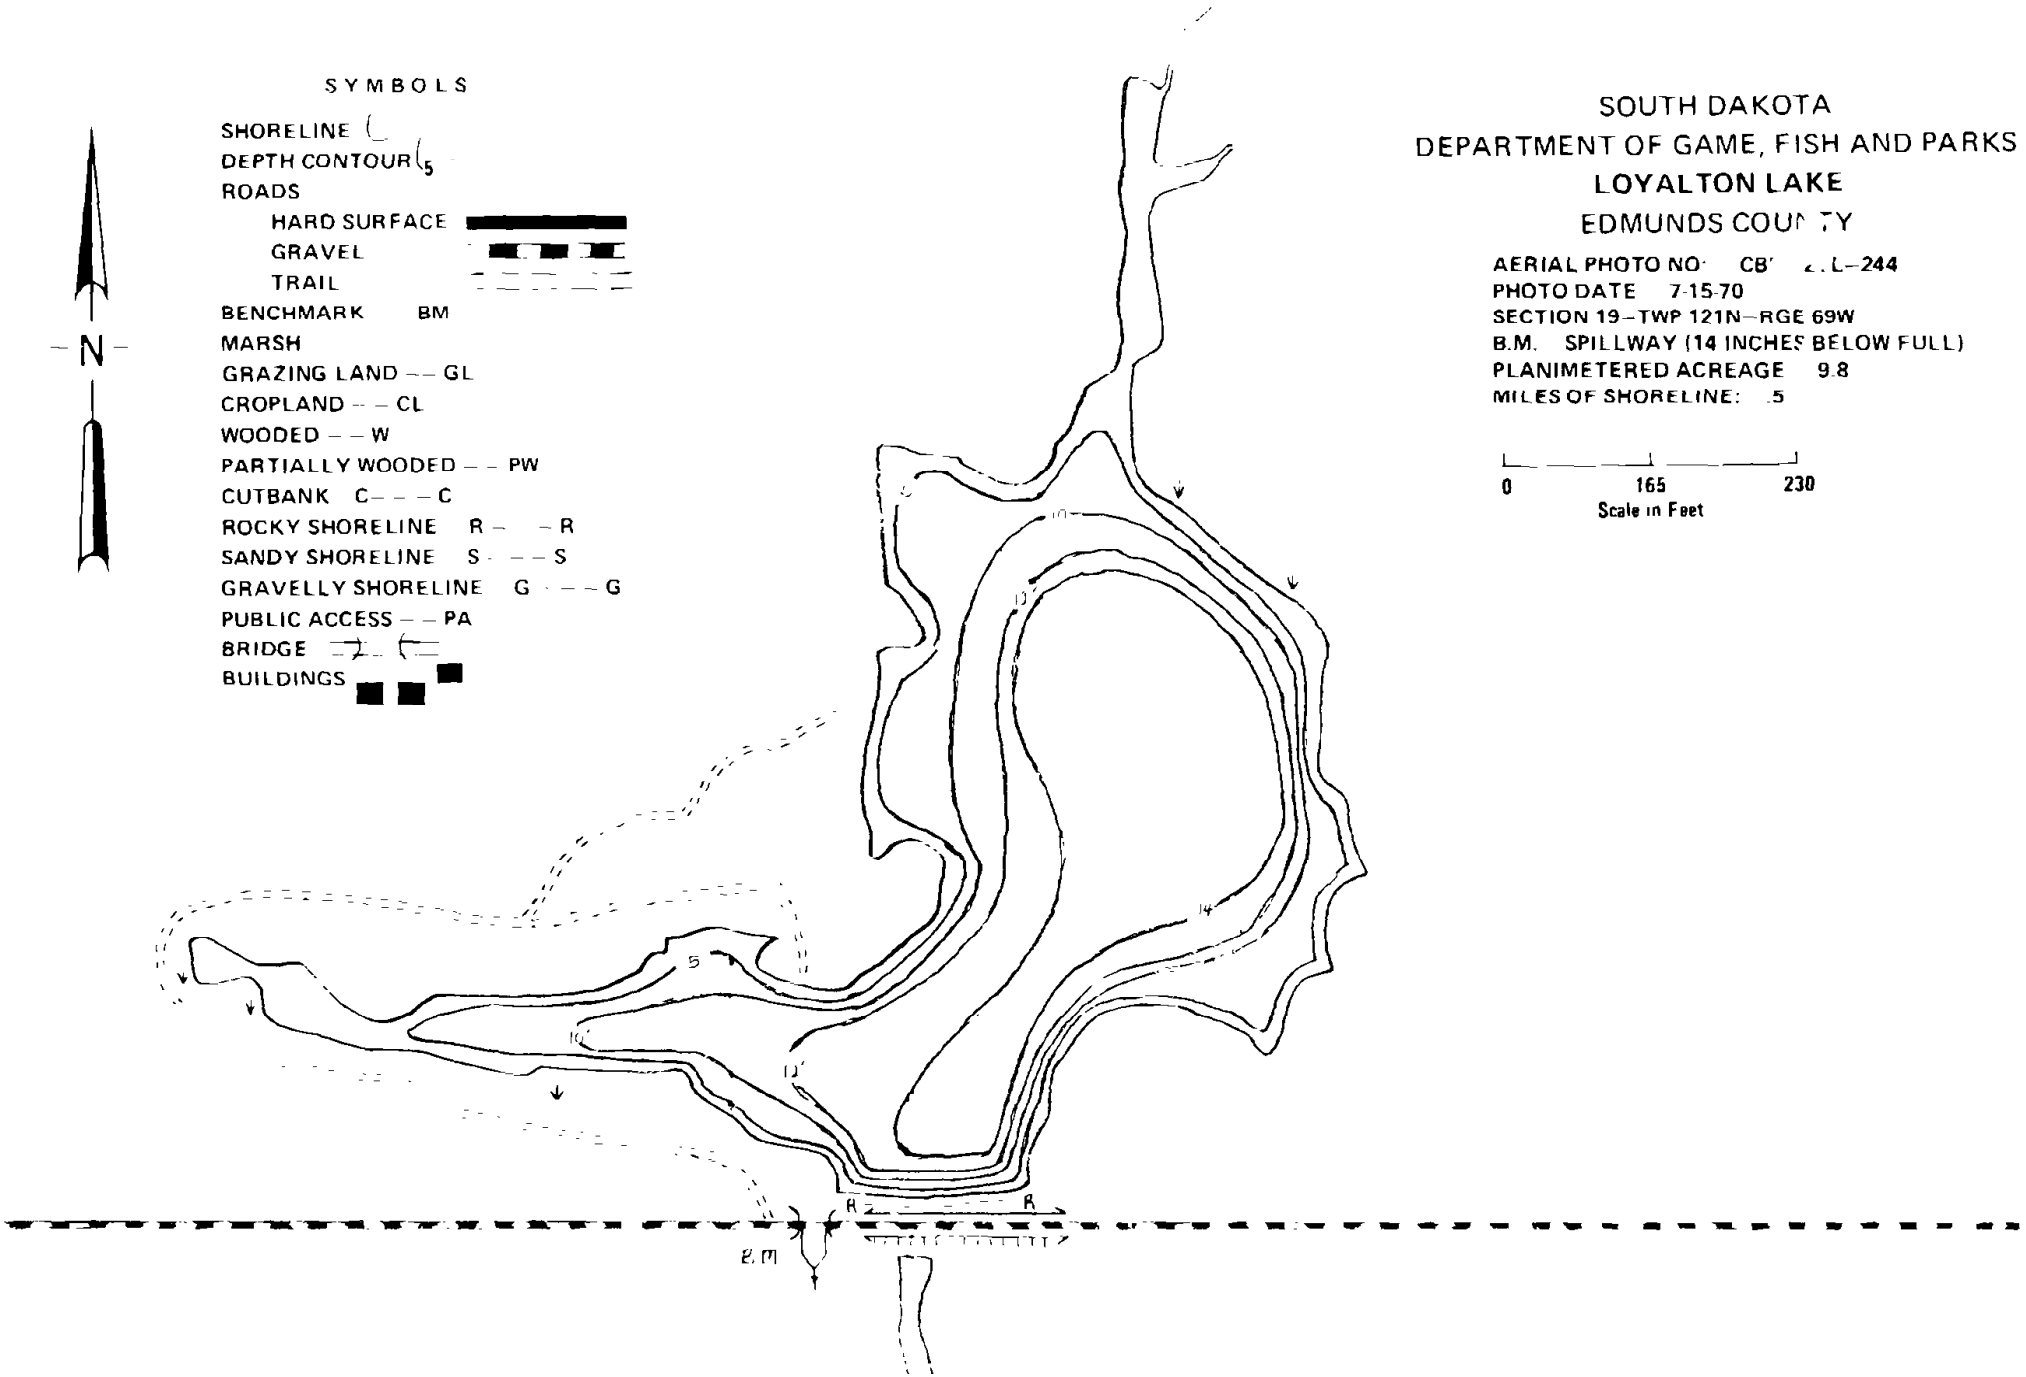 SYMBOLS
SHORELINE
DEPTH CONTOUR 5
ROADS
HARD SURFACE
GRAVEL
TRAIL
BENCHMARK BM
MARSH
GRAZING LAND -- GL
CROPLAND -- CL
WOODED -- W
PARTIALLY WOODED -- PW
CUTBANK C---C
ROCKY SHORELINE R- -R
SANDY SHORELINE S---S
GRAVELLY SHORELINE G---G
PUBLIC ACCESS -- PA
BRIDGE
BUILDINGS
N
SOUTH DAKOTA
DEPARTMENT OF GAME, FISH AND PARKS
LOYALTON LAKE
EDMUNDS
AERIAL PHOTO NO L-244
PHOTO DATE 7-15-70
SECTION 19-TWP 121N-RGE 69W
B.M. SPILLWAY (14 INCHES BELOW FULL)
PLANIMETERED ACREAGE 9.8
MILES OF SHORELINE: .5
0 165 230
Scale in Feet
10
14
5
10'
12'
R
B.M